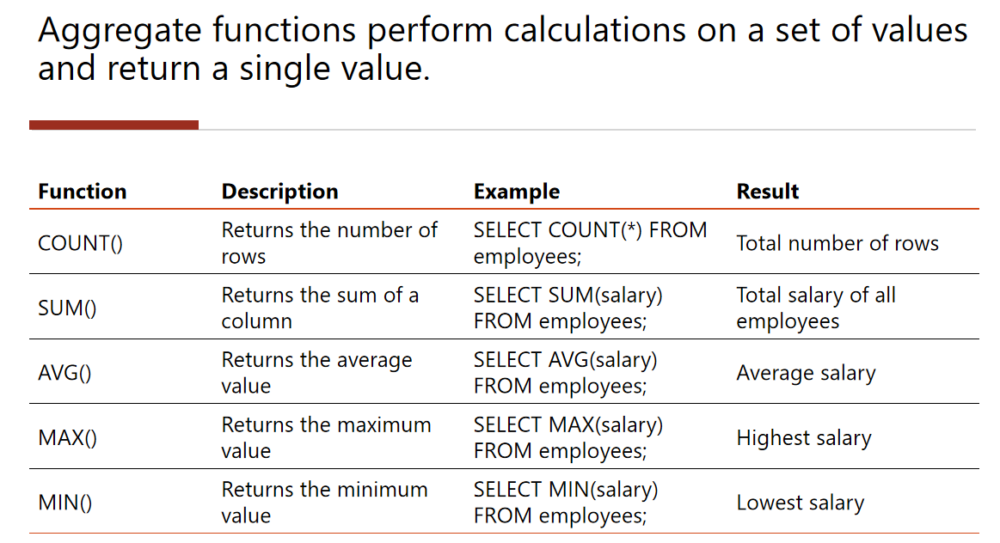 Aggregate functions perform calculations on a set of values
and return a single value.
Function Description Example Result
COUNT()
Returns the number of
rows
SELECT COUNT(*) FROM
employees;
Total number of rows
SUM()
Returns the sum of a
column
SELECT SUM(salary)
FROM employees;
Total salary of all
employees
AVG()
Returns the average
value
SELECT AVG(salary)
FROM employees;
Average salary
MAX()
Returns the maximum
value
SELECT MAX(salary)
FROM employees;
Highest salary
MIN()
Returns the minimum
value
SELECT MIN(salary)
FROM employees;
Lowest salary